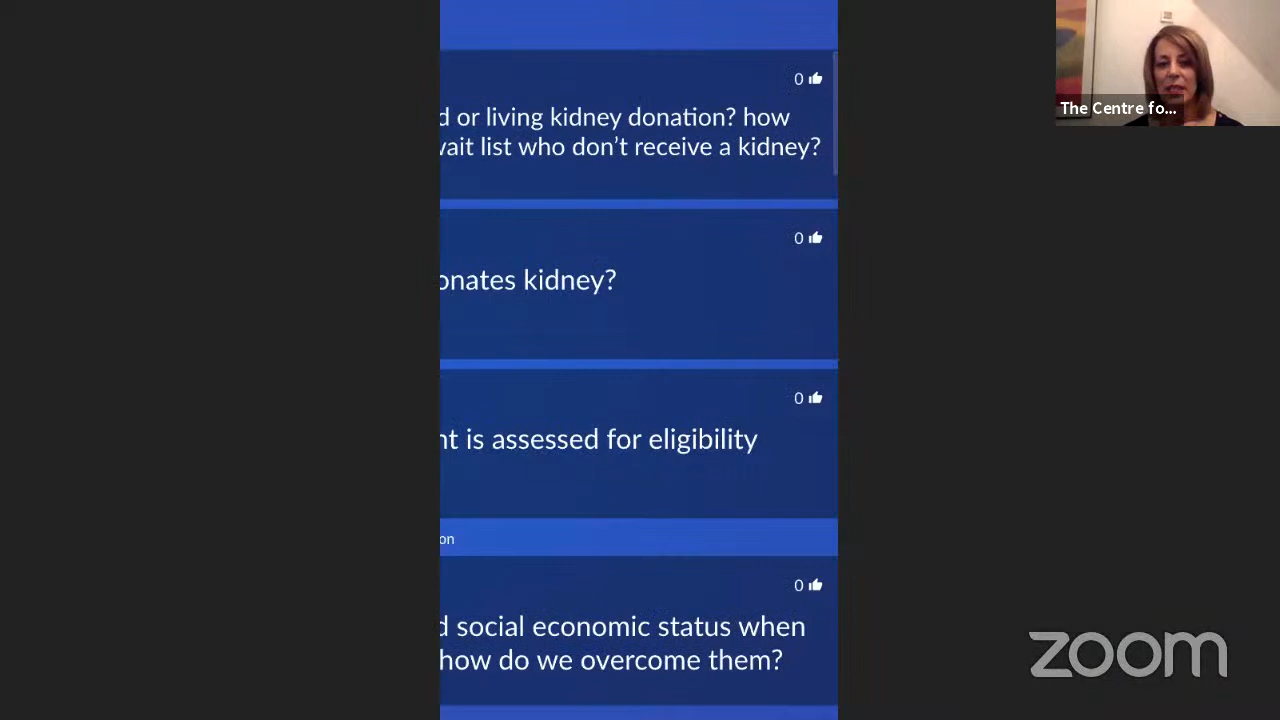 0
d or living kidney donation? how
wait list who don't receive a kidney?
0
onates kidney?
0
nt is assessed for eligibility
on
0
d social economic status when
how do we overcome them?
The Centre fo...
zoom